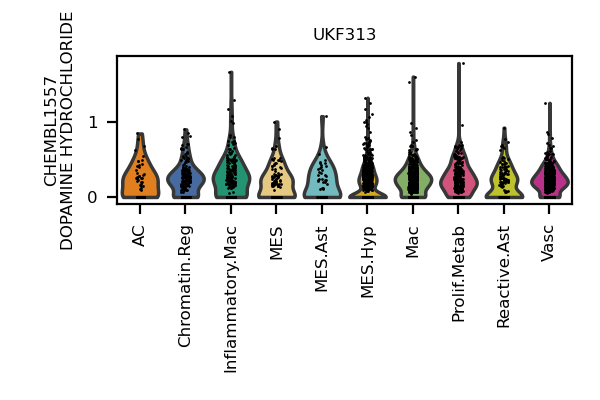 UKF313
CHEMBL1557
DOPAMINE HYDROCHLORIDE
1
0
AC
Chromatin.Reg
Inflammatory.Mac
MES
MES.Ast
MES.Hyp
Mac
Prolif.Metab
Reactive.Ast
Vasc